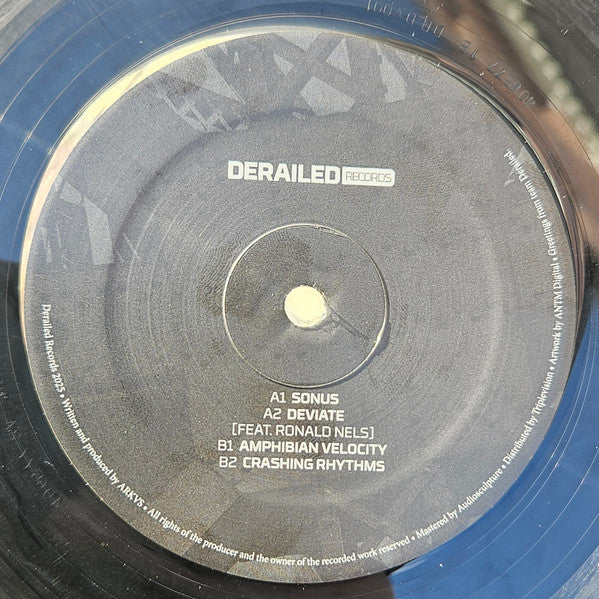 DERAILED RECORDS
A1 SONUS
A2 DEVIATE
[FEAT. RONALD NELS]
B1 AMPHIBIAN VELOCITY
B2 CRASHING RHYTHMS
Derailed Records 2025 • Written and produced by ARKYS • All rights of the producer and the owner of the recorded work reserved • Mastered by Audiosculpture • Distributed by Triplevision • Artwork by ANTM Digital • Greetings from team Derailed